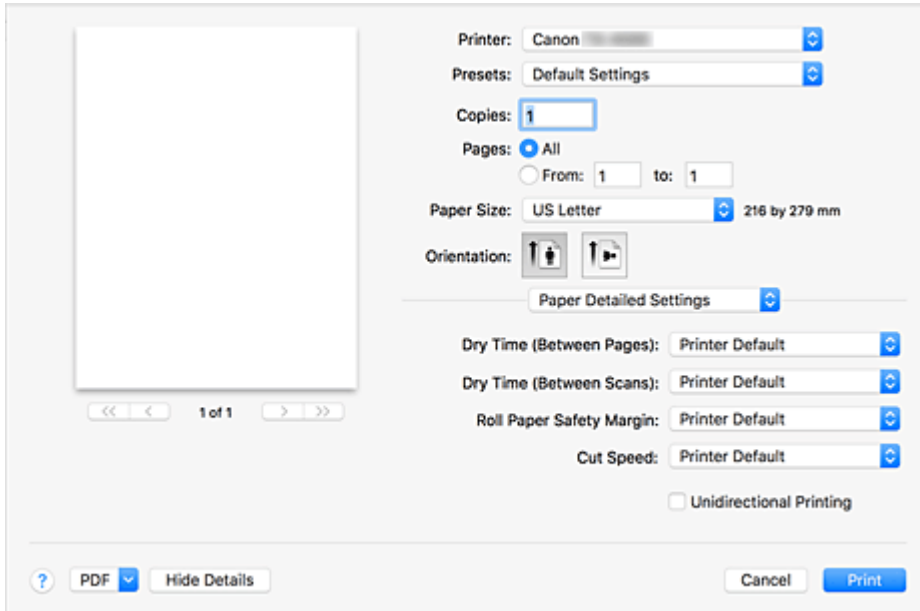 Printer: Canon
Presets: Default Settings
Copies: 1
Pages: All
From: 1 to: 1
Paper Size: US Letter 216 by 279 mm
Orientation:
Paper Detailed Settings
Dry Time (Between Pages): Printer Default
Dry Time (Between Scans): Printer Default
Roll Paper Safety Margin: Printer Default
Cut Speed: Printer Default
Unidirectional Printing
<< < 1 of 1 > >>
? PDF Hide Details Cancel Print